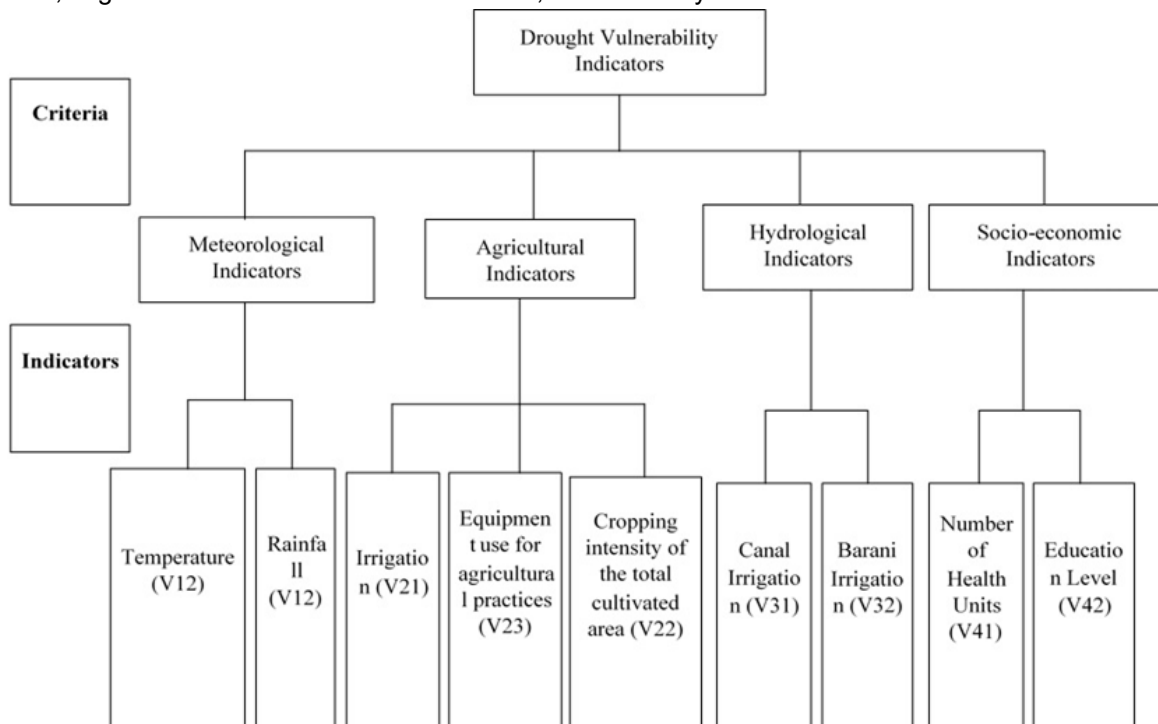 Drought Vulnerability
Indicators
Criteria
Meteorological
Indicators
Agricultural
Indicators
Hydrological
Indicators
Socio-economic
Indicators
Indicators
Temperature
(V12)
Rainfa
ll
(V12)
Irrigatio
n (V21)
Equipmen
t use for
agricultura
l practices
(V23)
Cropping
intensity of
the total
cultivated
area (V22)
Canal
Irrigatio
n (V31)
Barani
Irrigatio
n (V32)
Number
of
Health
Units
(V41)
Educatio
n Level
(V42)